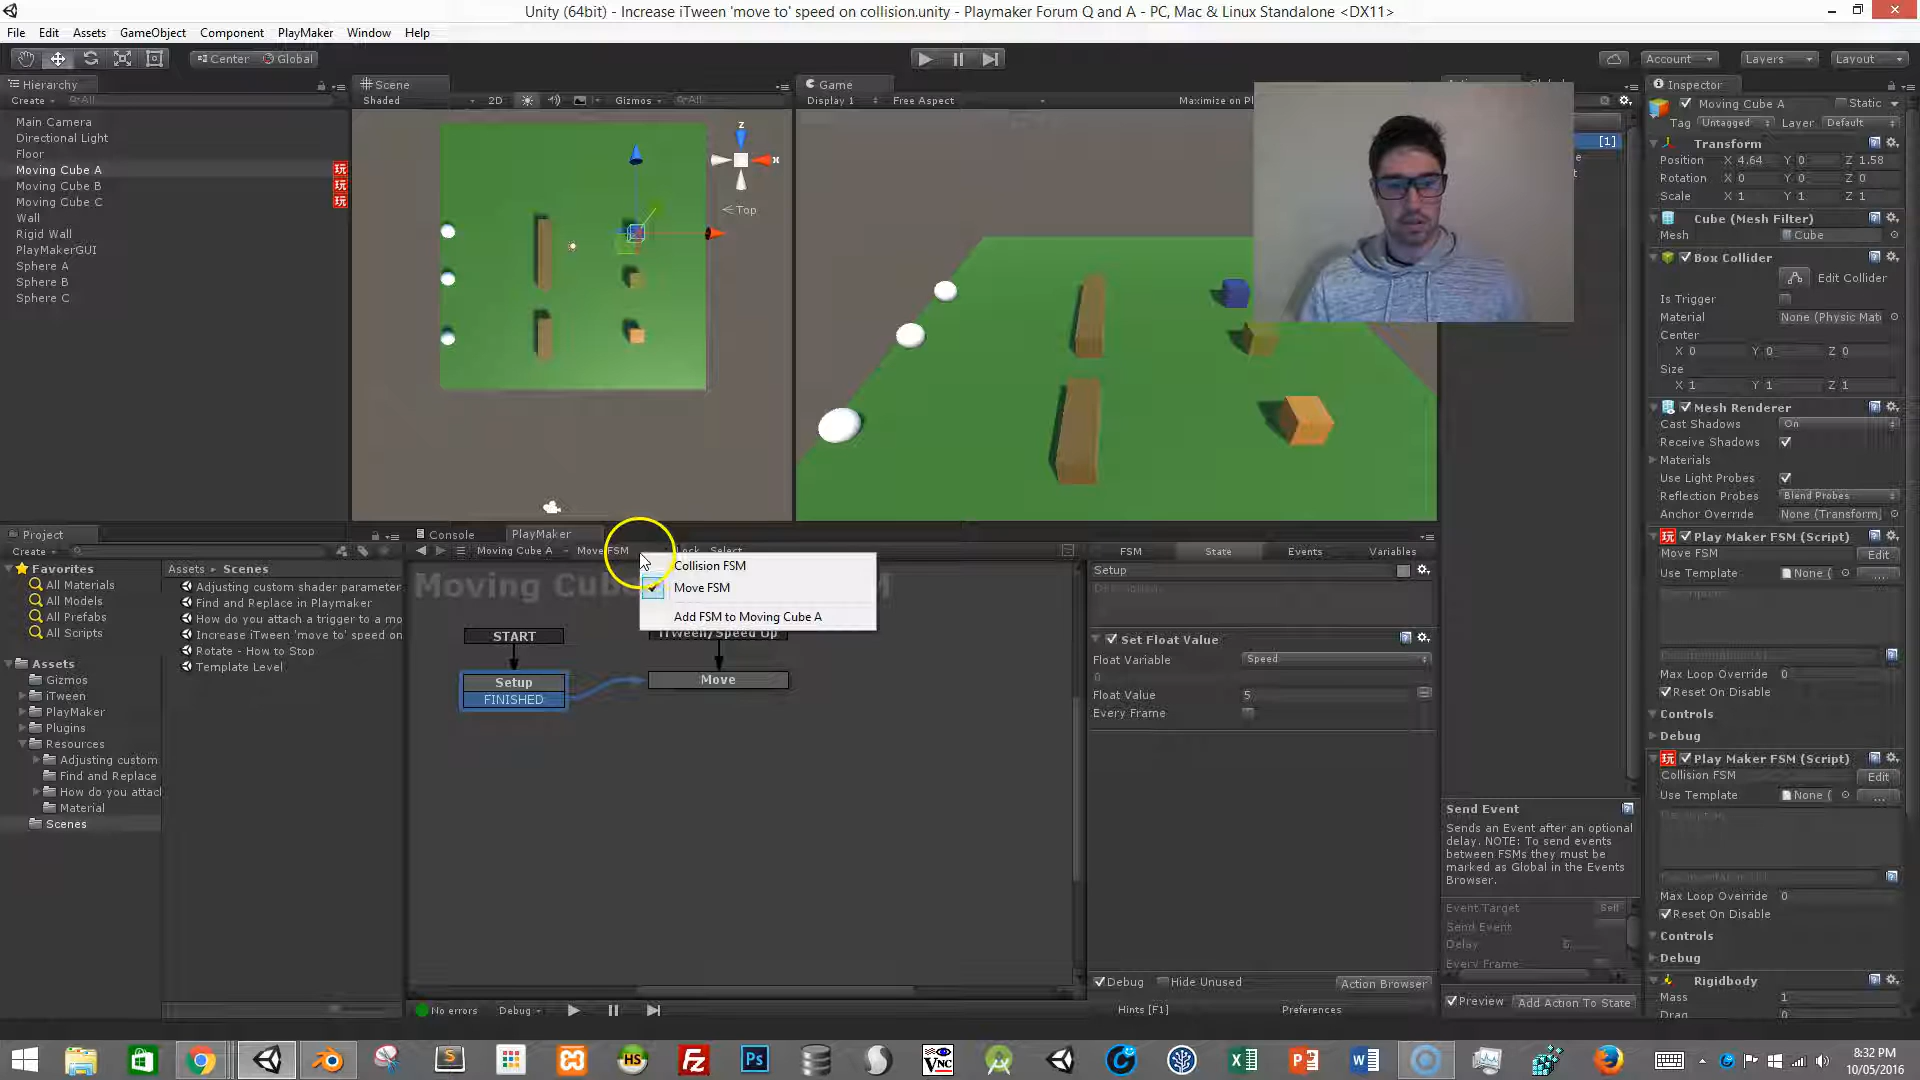 Unity (64bit) - Increase iTween 'move to' speed on collision.unity - Playmaker Forum Q and A - PC, Mac & Linux Standalone <DX11>
File Edit Assets GameObject Component PlayMaker Window Help
Center Global
Account Layers Layout
Hierarchy
Create All
Main Camera
Directional Light
Floor
Moving Cube A
Moving Cube B
Moving Cube C
Wall
Rigid Wall
PlayMakerGUI
Sphere A
Sphere B
Sphere C
Scene
Shaded 2D Gizmos All
z
x
Top
Game
Display 1 Free Aspect Maximize on Pl
[1]
Inspector
Moving Cube A Static
Tag Untagged Layer Default
Transform
Position X 4.64 Y 0 Z 1.58
Rotation X 0 Y 0 Z 0
Scale X 1 Y 1 Z 1
Cube (Mesh Filter)
Mesh Cube
Box Collider
Edit Collider
Is Trigger
Material None (Physic Mat
Center
X 0 Y 0 Z 0
Size
X 1 Y 1 Z 1
Mesh Renderer
Cast Shadows On
Receive Shadows
Materials
Use Light Probes
Reflection Probes Blend Probes
Anchor Override None (Transform)
玩 Play Maker FSM (Script)
Move FSM Edit
Use Template None (
Max Loop Override 0
Reset On Disable
Controls
Debug
玩 Play Maker FSM (Script)
Collision FSM Edit
Use Template None (
Max Loop Override 0
Reset On Disable
Controls
Debug
Rigidbody
Mass 1
Drag
Project
Create
Favorites
All Materials
All Models
All Prefabs
All Scripts
Assets
Gizmos
iTween
PlayMaker
Plugins
Resources
Adjusting custom
Find and Replace
How do you attacl
Material
Scenes
Assets Scenes
Adjusting custom shader parameter
Find and Replace in Playmaker
How do you attach a trigger to a mo
Increase iTween 'move to' speed on
Rotate - How to Stop
Template Level
Console PlayMaker
Moving Cube A Move FSM Lock Select
Collision FSM
Move FSM
Add FSM to Moving Cube A
Moving Cub
START
Setup
FINISHED
iTween/Speed Up
Move
No errors Debug
FSM State Events Variables
Setup
Description...
Set Float Value
Float Variable Speed
0
Float Value 5
Every Frame
Debug Hide Unused Action Browser
Hints [F1] Preferences
Send Event
Sends an Event after an optional
delay. NOTE: To send events
between FSMs they must be
marked as Global in the Events
Browser.
Event Target Self
Send Event
Delay
Every Frame
Preview Add Action To State
8:32 PM
10/05/2016